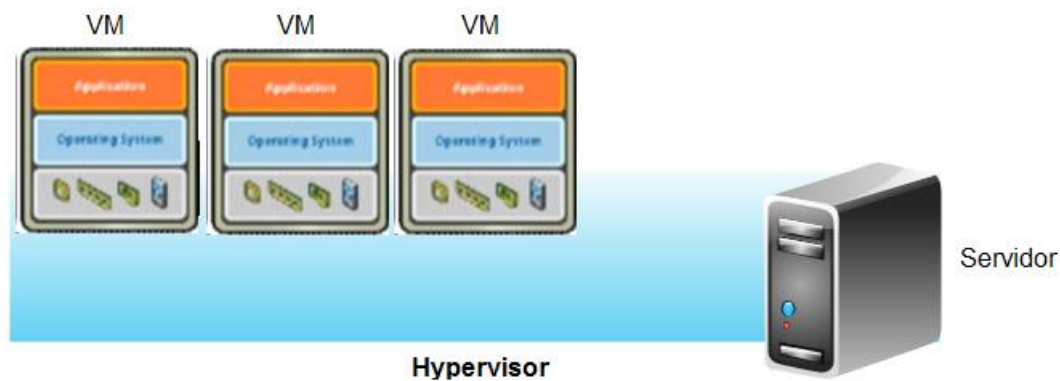 VM
VM
VM
Application
Application
Application
Operating System
Operating System
Operating System
Servidor
Hypervisor